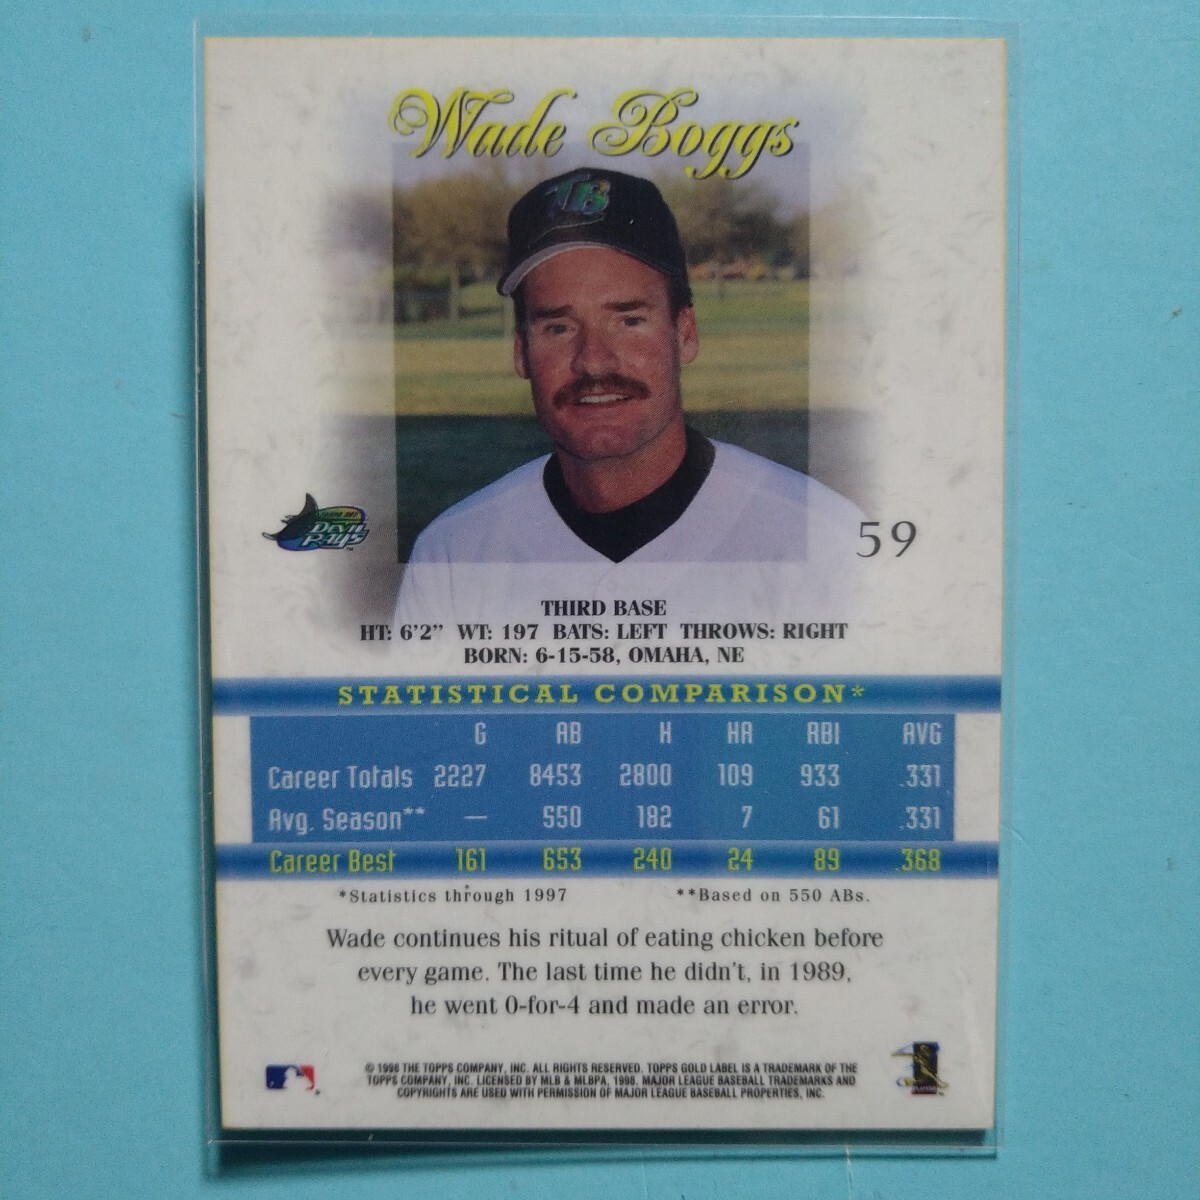 Wade Boggs
TB
TAMPA BAY
DEVIL
RAYS
TM
59
THIRD BASE
HT: 6'2" WT: 197 BATS: LEFT THROWS: RIGHT
BORN: 6-15-58, OMAHA, NE
STATISTICAL COMPARISON*
G AB H HR RBI AVG
Career Totals 2227 8453 2800 109 933 .331
Avg. Season** — 550 182 7 61 .331
Career Best 161 653 240 24 89 .368
*Statistics through 1997 **Based on 550 ABs.
Wade continues his ritual of eating chicken before
every game. The last time he didn't, in 1989,
he went 0-for-4 and made an error.
© 1998 THE TOPPS COMPANY, INC. ALL RIGHTS RESERVED. TOPPS GOLD LABEL IS A TRADEMARK OF THE
TOPPS COMPANY, INC. LICENSED BY MLB & MLBPA, 1998. MAJOR LEAGUE BASEBALL TRADEMARKS AND
COPYRIGHTS ARE USED WITH PERMISSION OF MAJOR LEAGUE BASEBALL PROPERTIES, INC.